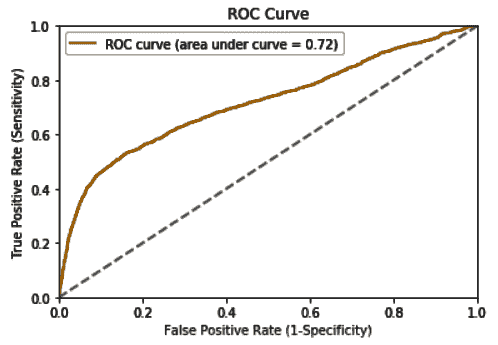 ROC Curve
ROC curve (area under curve = 0.72)
True Positive Rate (Sensitivity)
1.0
0.8
0.6
0.4
0.2
0.0
0.0 0.2 0.4 0.6 0.8 1.0
False Positive Rate (1-Specificity)